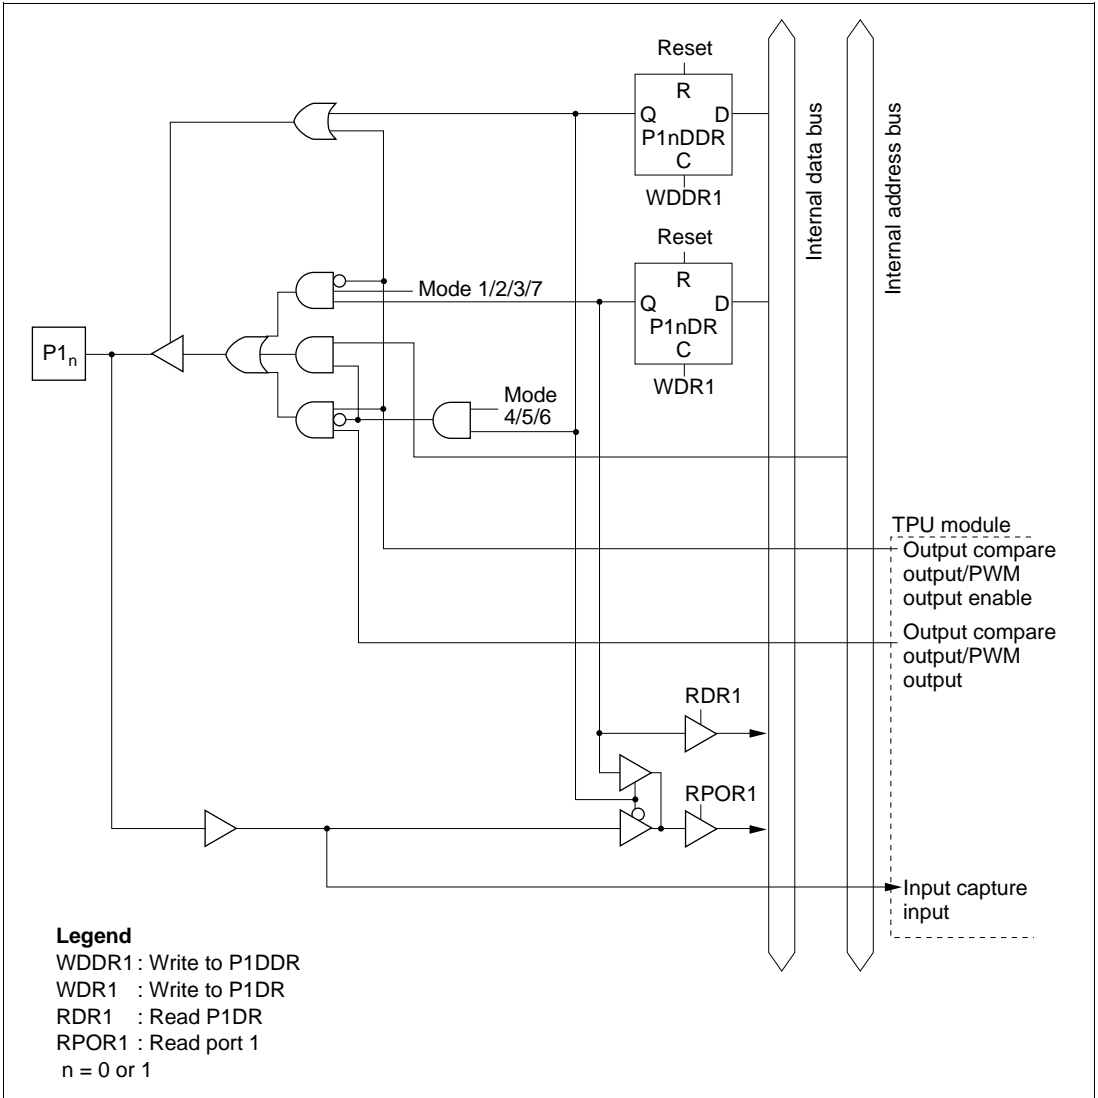 Reset
R
Q D
P1nDDR
C
WDDR1
Internal data bus
Internal address bus
Reset
R
Mode 1/2/3/7
Q D
P1nDR
C
WDR1
P1n
Mode
4/5/6
TPU module
Output compare
output/PWM
output enable
Output compare
output/PWM
output
RDR1
RPOR1
Input capture
input
Legend
WDDR1 : Write to P1DDR
WDR1 : Write to P1DR
RDR1 : Read P1DR
RPOR1 : Read port 1
n = 0 or 1